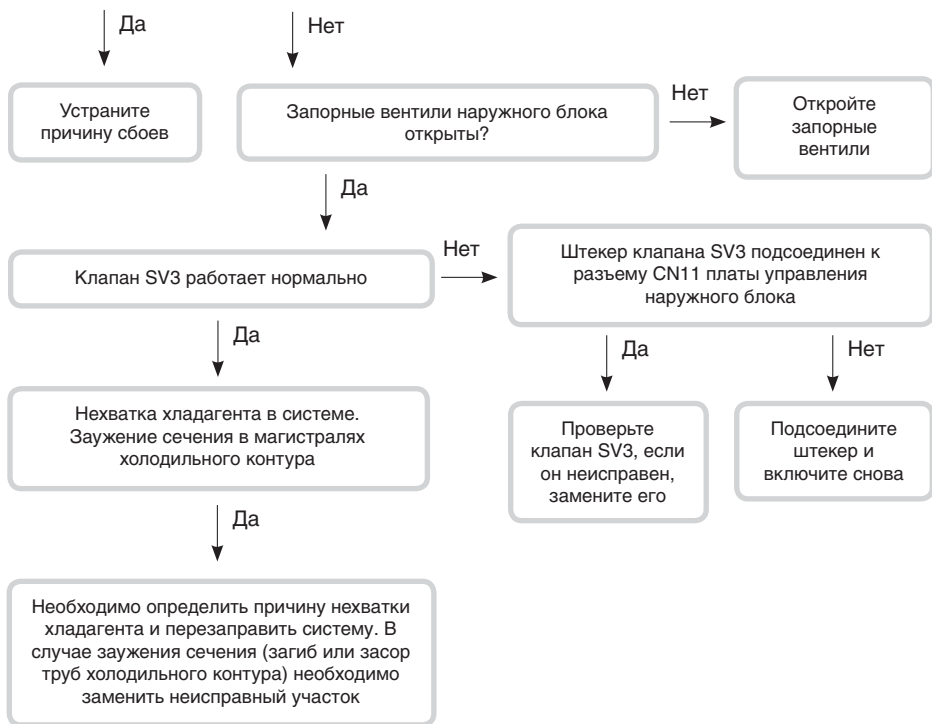 Да
Нет
Устраните
причину сбоев
Запорные вентили наружного блока
открыты?
Нет
Откройте
запорные
вентили
Да
Клапан SV3 работает нормально
Нет
Штекер клапана SV3 подсоединен к
разъему CN11 платы управления
наружного блока
Да
Да
Нет
Нехватка хладагента в системе.
Заужение сечения в магистралях
холодильного контура
Проверьте
клапан SV3, если
он неисправен,
замените его
Подсоедините
штекер и
включите снова
Да
Необходимо определить причину нехватки
хладагента и перезаправить систему. В
случае заужения сечения (загиб или засор
труб холодильного контура) необходимо
заменить неисправный участок